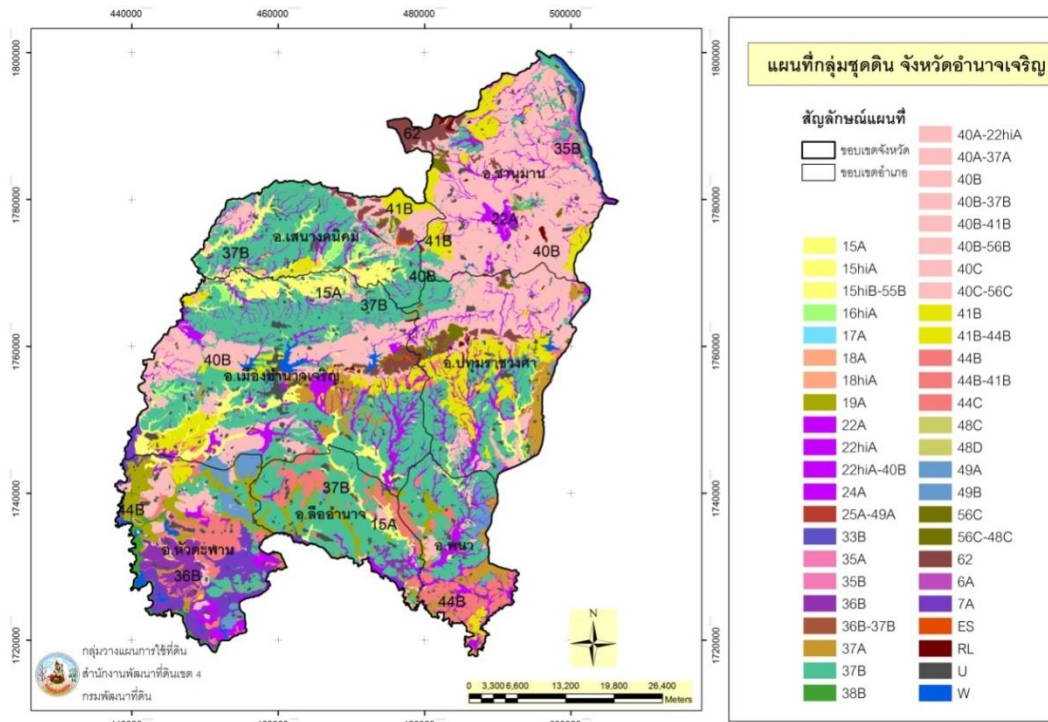 440000 460000 480000 500000
1800000 1800000
1780000 1780000
1760000 1760000
1740000 1740000
1720000 1720000
62
35B
อ.ชานุมาน
41B
22A
อ.เสนางคนิคม
41B
40B
37B
40B
15A
37B
40B
อ.ปทุมราชวงศา
อ.เมืองอำนาจเจริญ
37B
อ.ลืออำนาจ
44B
15A
อ.หัวตะพาน
อ.พนา
36B
44B
N
กลุ่มวางแผนการใช้ที่ดิน
สำนักงานพัฒนาที่ดินเขต 4
กรมพัฒนาที่ดิน
0 3,300 6,600 13,200 19,800 26,400
Meters
440000 460000 480000 500000
แผนที่กลุ่มชุดดิน จังหวัดอำนาจเจริญ
สัญลักษณ์แผนที่
ขอบเขตจังหวัด
ขอบเขตอำเภอ
15A
15hiA
15hiB-55B
16hiA
17A
18A
18hiA
19A
22A
22hiA
22hiA-40B
24A
25A-49A
33B
35A
35B
36B
36B-37B
37A
37B
38B
40A-22hiA
40A-37A
40B
40B-37B
40B-41B
40B-56B
40C
40C-56C
41B
41B-44B
44B
44B-41B
44C
48C
48D
49A
49B
56C
56C-48C
62
6A
7A
ES
RL
U
W